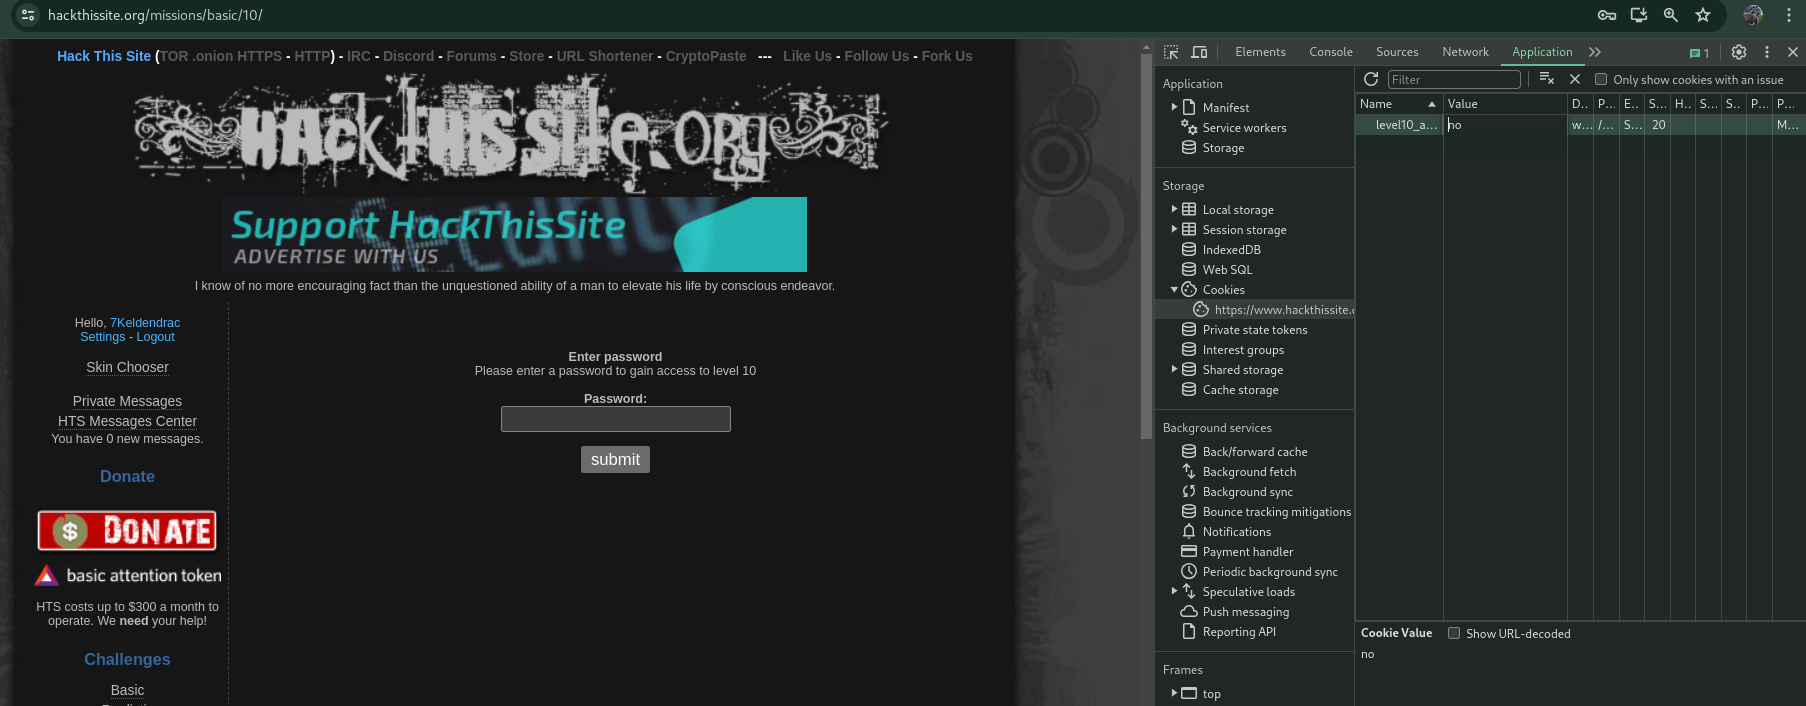 hackthissite.org/missions/basic/10/
Hack This Site (TOR .onion HTTPS - HTTP) - IRC - Discord - Forums - Store - URL Shortener - CryptoPaste --- Like Us - Follow Us - Fork Us
HACK THIS SITE.ORG
Support HackThisSite
ADVERTISE WITH US
I know of no more encouraging fact than the unquestioned ability of a man to elevate his life by conscious endeavor.
Hello, 7Keldendrac
Settings - Logout
Skin Chooser
Private Messages
HTS Messages Center
You have 0 new messages.
Donate
$ DONATE
basic attention token
HTS costs up to $300 a month to
operate. We need your help!
Challenges
Basic
Enter password
Please enter a password to gain access to level 10
Password:
submit
Elements Console Sources Network Application 1
Application
Manifest
Service workers
Storage
Storage
Local storage
Session storage
IndexedDB
Web SQL
Cookies
https://www.hackthissite.
Private state tokens
Interest groups
Shared storage
Cache storage
Background services
Back/forward cache
Background fetch
Background sync
Bounce tracking mitigations
Notifications
Payment handler
Periodic background sync
Speculative loads
Push messaging
Reporting API
Frames
top
Filter Only show cookies with an issue
Name Value D.. P... E.. S... H.. S... S.. P... P...
level10_a... no w... /... S... 20 M...
Cookie Value Show URL-decoded
no